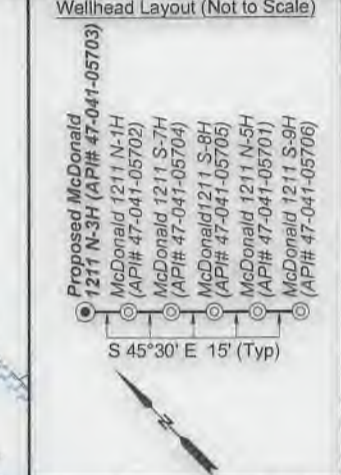 Wellhead Layout (Not to Scale)
Proposed McDonald
1211 N-3H (API# 47-041-05703)
McDonald 1211 N-1H
(API# 47-041-05702)
McDonald 1211 S-7H
(API# 47-041-05704)
McDonald1211 S-8H
(API# 47-041-05705)
McDonald 1211 N-5H
(API# 47-041-05701)
McDonald 1211 S-9H
(API# 47-041-05706)
S 45°30' E 15' (Typ)
N